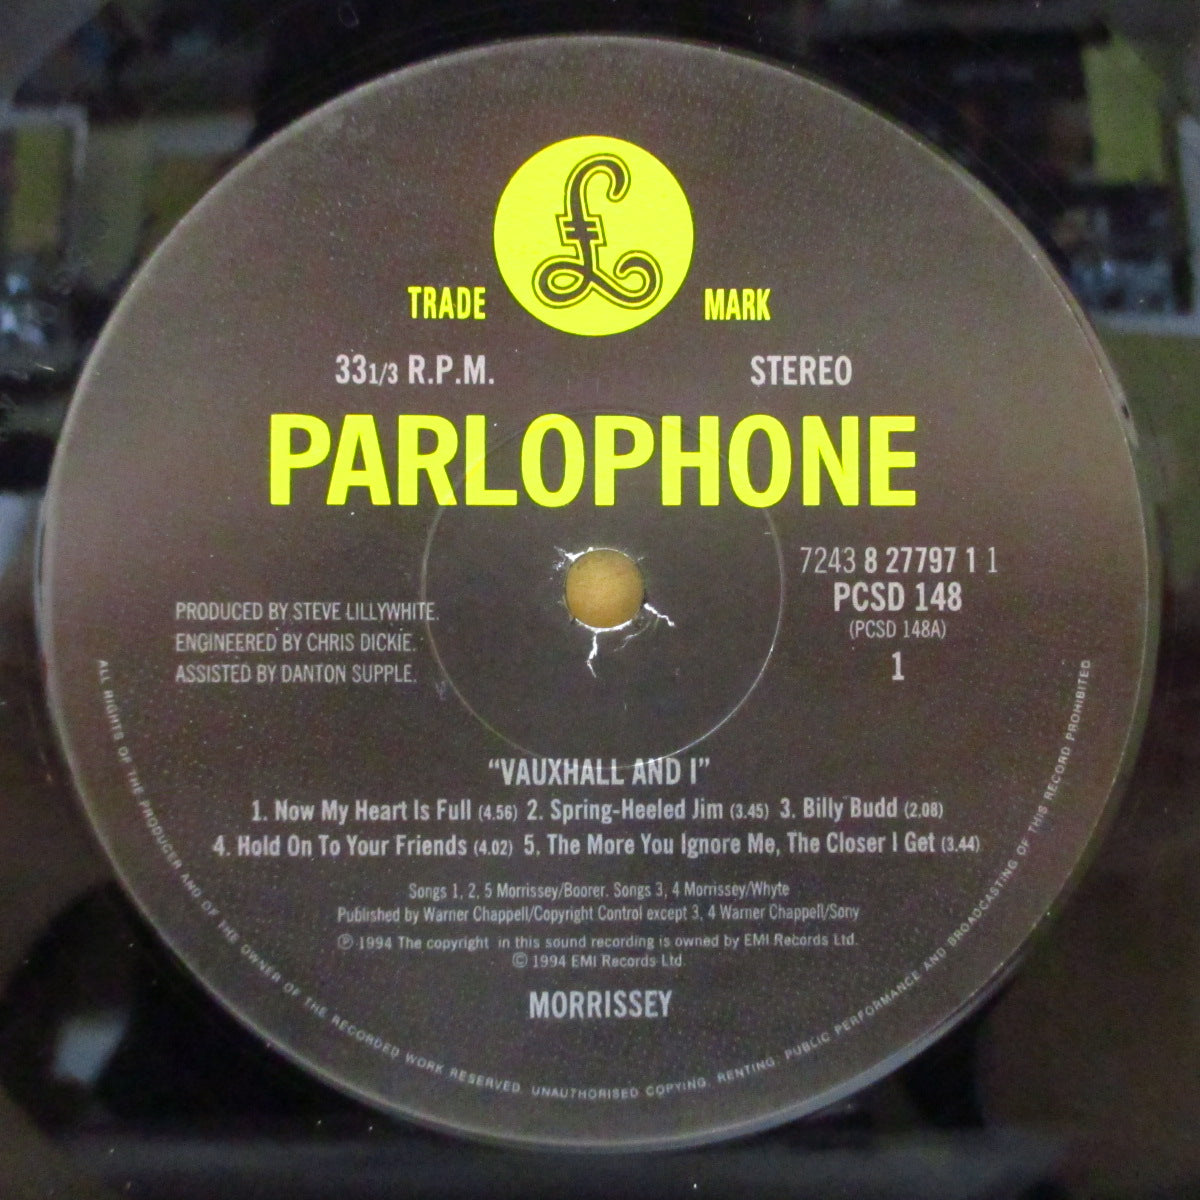 £
TRADE MARK
33 1/3 R.P.M. STEREO
PARLOPHONE
7243 8 27797 1 1
PCSD 148
(PCSD 148A)
1
PRODUCED BY STEVE LILLYWHITE.
ENGINEERED BY CHRIS DICKIE.
ASSISTED BY DANTON SUPPLE.
"VAUXHALL AND I"
1. Now My Heart Is Full (4.56) 2. Spring-Heeled Jim (3.45) 3. Billy Budd (2.08)
4. Hold On To Your Friends (4.02) 5. The More You Ignore Me, The Closer I Get (3.44)
Songs 1, 2, 5 Morrissey/Boorer. Songs 3, 4 Morrissey/Whyte
Published by Warner Chappell/Copyright Control except 3, 4 Warner Chappell/Sony
℗ 1994 The copyright in this sound recording is owned by EMI Records Ltd.
© 1994 EMI Records Ltd.
MORRISSEY
ALL RIGHTS OF THE PRODUCER AND OF THE OWNER OF THE RECORDED WORK RESERVED. UNAUTHORISED COPYING, RENTING, PUBLIC PERFORMANCE AND BROADCASTING OF THIS RECORD PROHIBITED